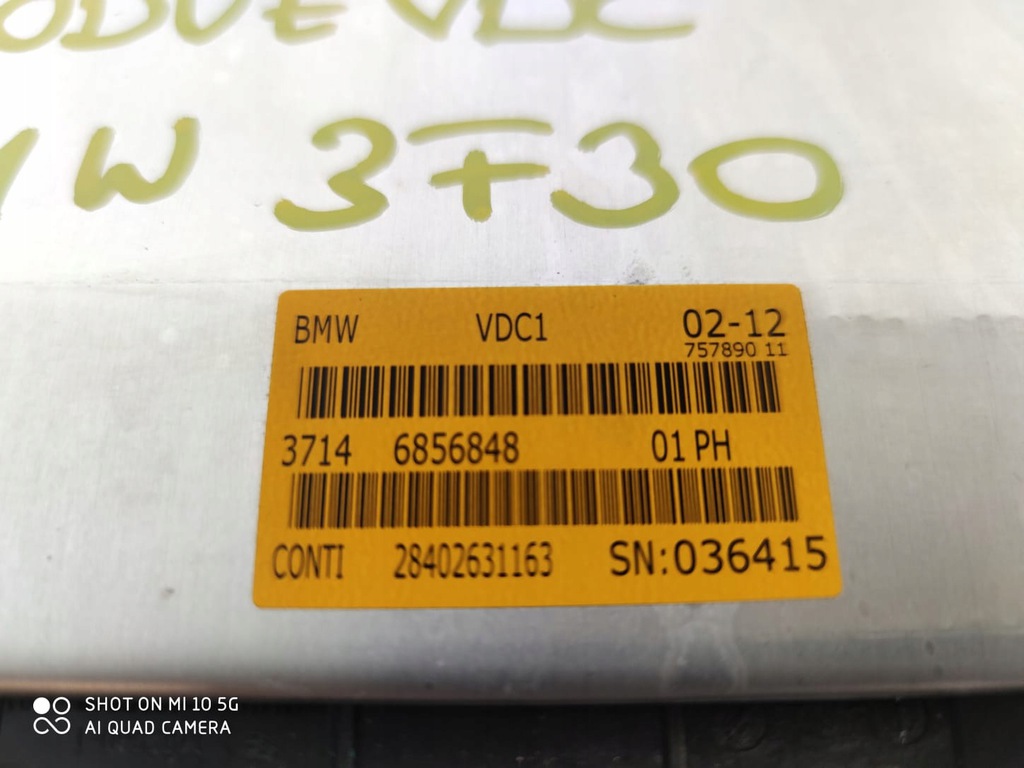 VDC
W 3F30
BMW VDC1 02-12
757890 11
3714 6856848 01 PH
CONTI 28402631163 SN:036415
SHOT ON MI 10 5G
AI QUAD CAMERA